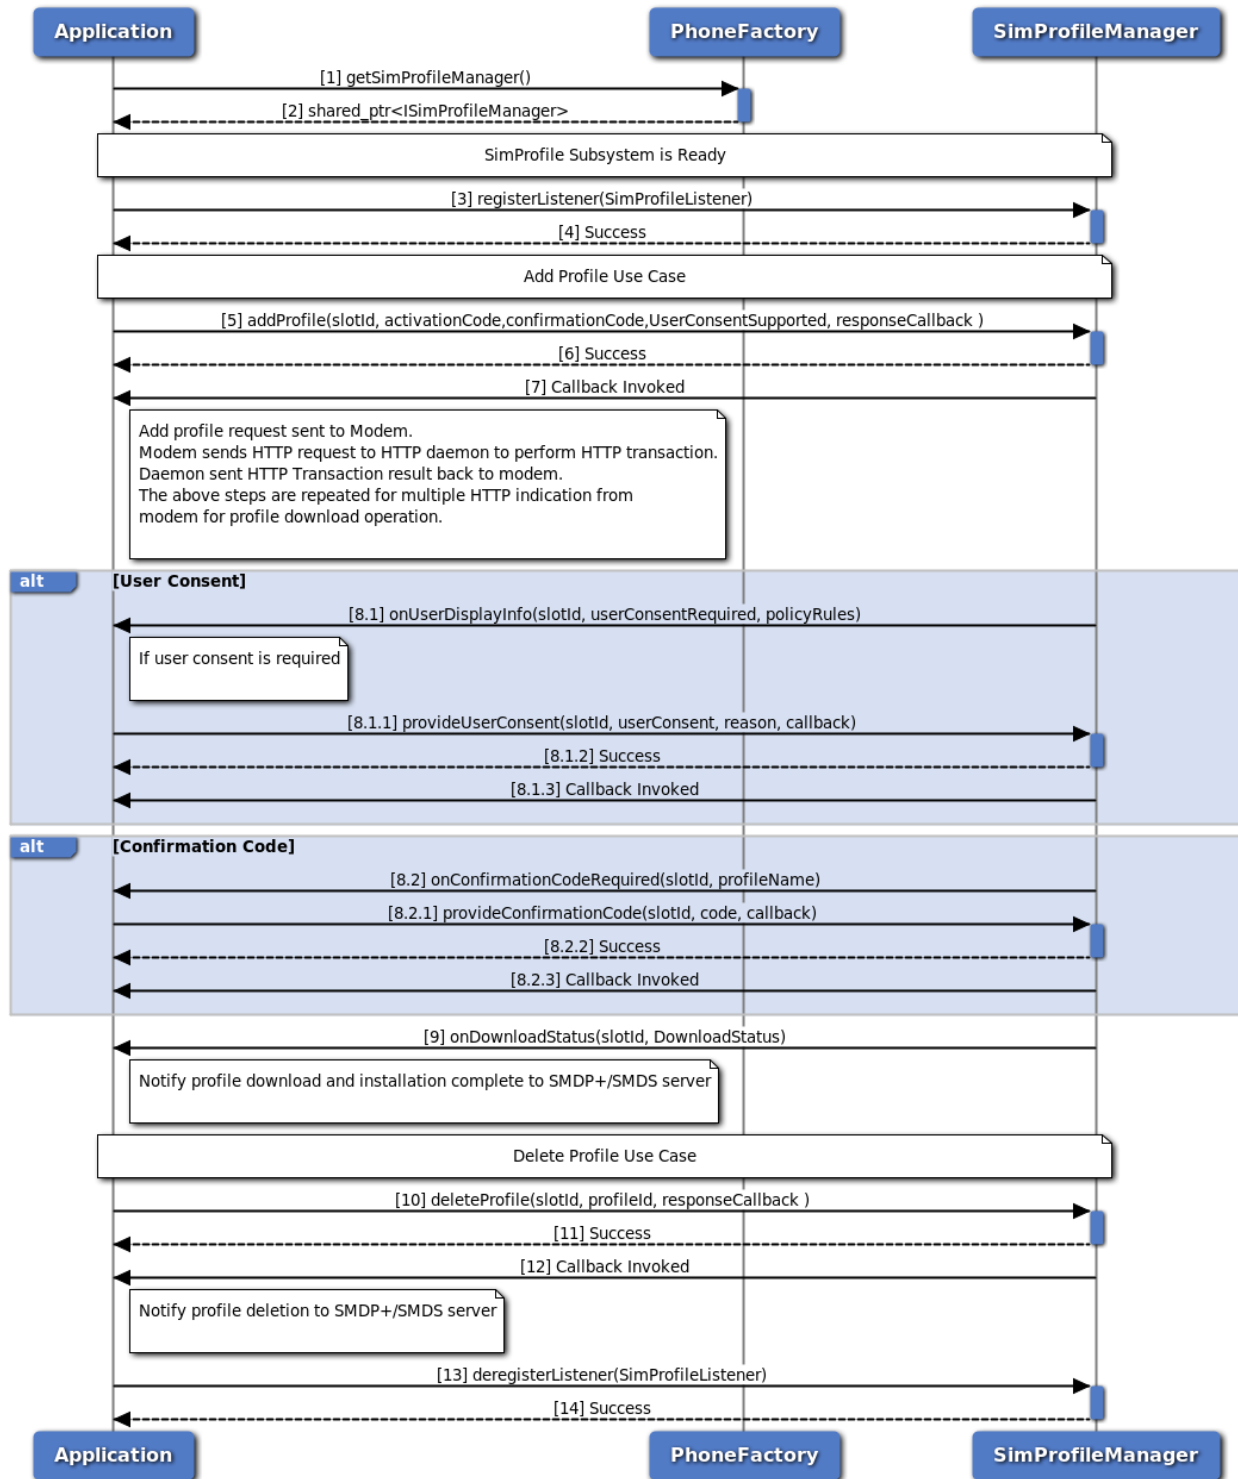 Application
PhoneFactory
SimProfileManager
[1] getSimProfileManager()
[2] shared_ptr<ISimProfileManager>
SimProfile Subsystem is Ready
[3] registerListener(SimProfileListener)
[4] Success
Add Profile Use Case
[5] addProfile(slotId, activationCode,confirmationCode,UserConsentSupported, responseCallback )
[6] Success
[7] Callback Invoked
Add profile request sent to Modem.
Modem sends HTTP request to HTTP daemon to perform HTTP transaction.
Daemon sent HTTP Transaction result back to modem.
The above steps are repeated for multiple HTTP indication from
modem for profile download operation.
alt [User Consent]
[8.1] onUserDisplayInfo(slotId, userConsentRequired, policyRules)
If user consent is required
[8.1.1] provideUserConsent(slotId, userConsent, reason, callback)
[8.1.2] Success
[8.1.3] Callback Invoked
alt [Confirmation Code]
[8.2] onConfirmationCodeRequired(slotId, profileName)
[8.2.1] provideConfirmationCode(slotId, code, callback)
[8.2.2] Success
[8.2.3] Callback Invoked
[9] onDownloadStatus(slotId, DownloadStatus)
Notify profile download and installation complete to SMDP+/SMDS server
Delete Profile Use Case
[10] deleteProfile(slotId, profileId, responseCallback )
[11] Success
[12] Callback Invoked
Notify profile deletion to SMDP+/SMDS server
[13] deregisterListener(SimProfileListener)
[14] Success
Application
PhoneFactory
SimProfileManager